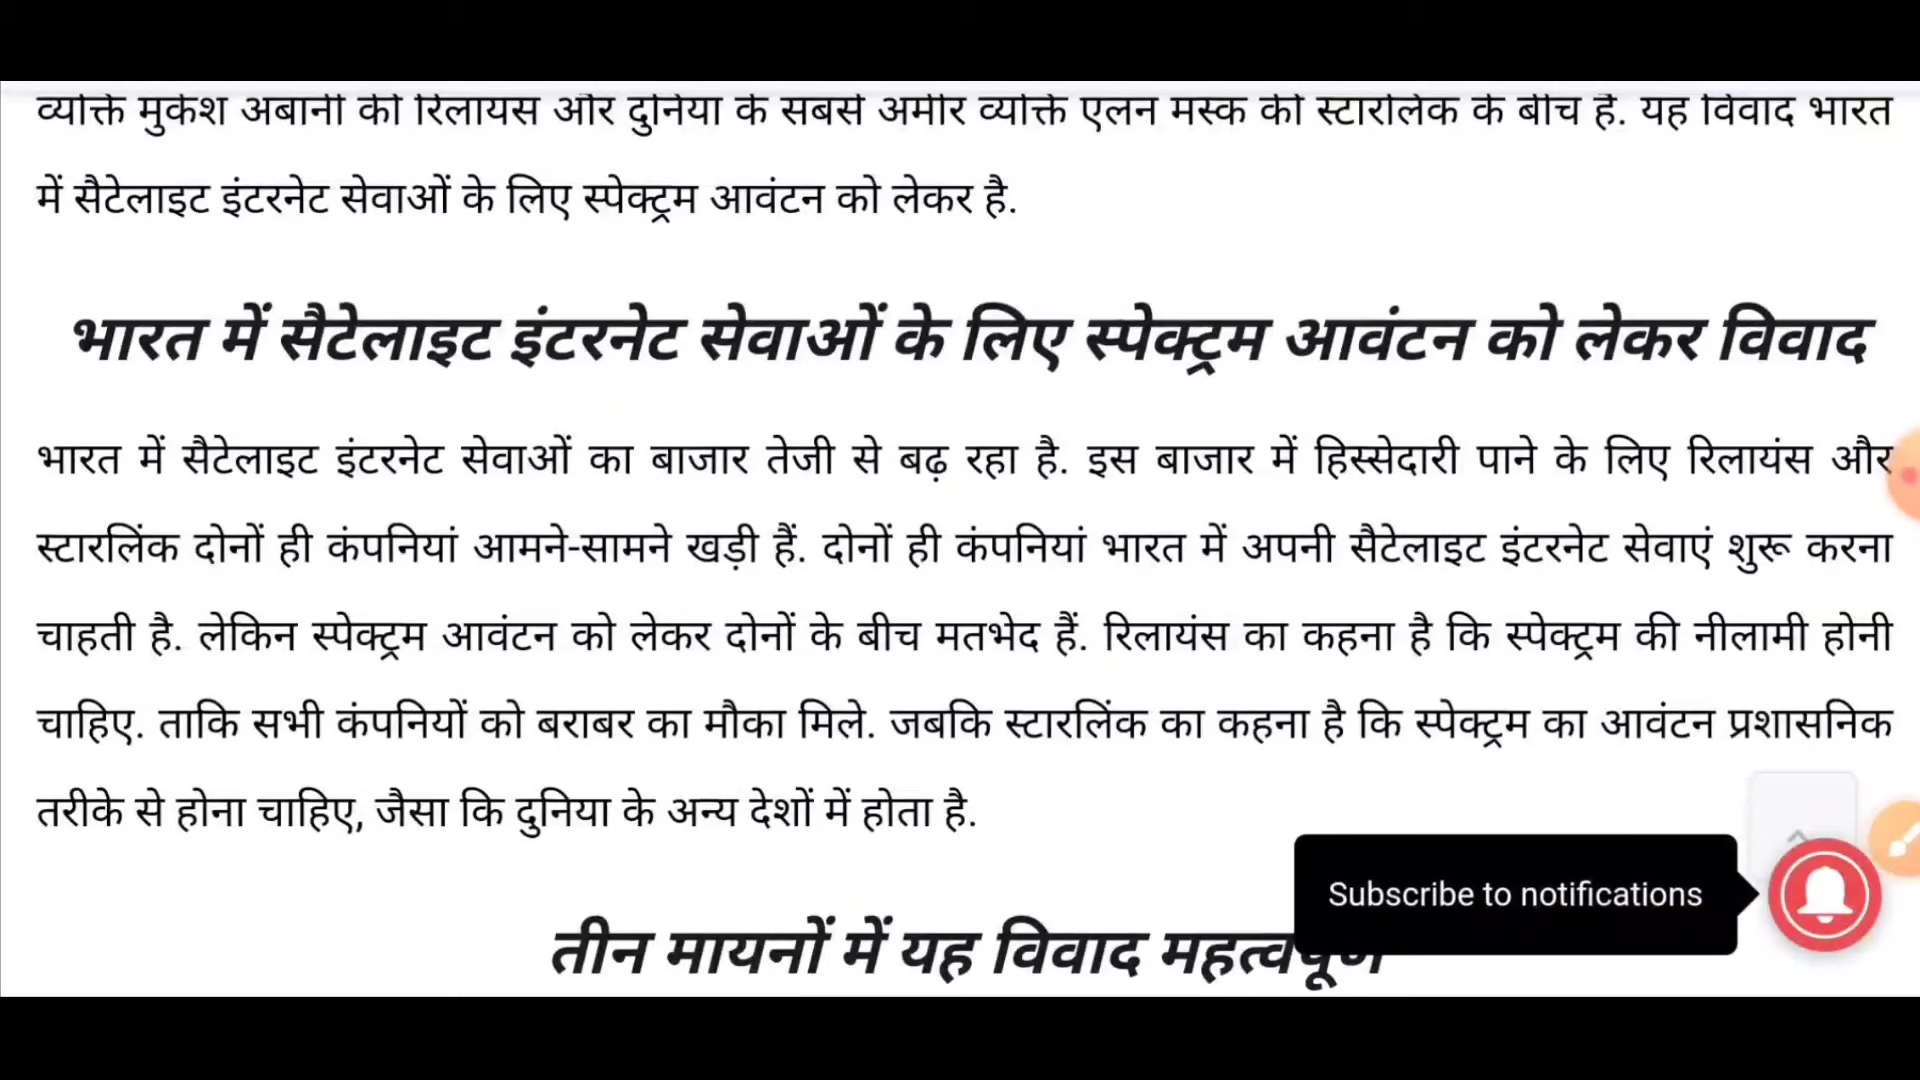 व्यक्ति मुकेश अंबानी की रिलायंस और दुनिया के सबसे अमीर व्यक्ति एलन मस्क की स्टारलिंक के बीच है. यह विवाद भारत
में सैटेलाइट इंटरनेट सेवाओं के लिए स्पेक्ट्रम आवंटन को लेकर है.
भारत में सैटेलाइट इंटरनेट सेवाओं के लिए स्पेक्ट्रम आवंटन को लेकर विवाद
भारत में सैटेलाइट इंटरनेट सेवाओं का बाजार तेजी से बढ़ रहा है. इस बाजार में हिस्सेदारी पाने के लिए रिलायंस और
स्टारलिंक दोनों ही कंपनियां आमने-सामने खड़ी हैं. दोनों ही कंपनियां भारत में अपनी सैटेलाइट इंटरनेट सेवाएं शुरू करना
चाहती है. लेकिन स्पेक्ट्रम आवंटन को लेकर दोनों के बीच मतभेद हैं. रिलायंस का कहना है कि स्पेक्ट्रम की नीलामी होनी
चाहिए. ताकि सभी कंपनियों को बराबर का मौका मिले. जबकि स्टारलिंक का कहना है कि स्पेक्ट्रम का आवंटन प्रशासनिक
तरीके से होना चाहिए, जैसा कि दुनिया के अन्य देशों में होता है.
Subscribe to notifications
तीन मायनों में यह विवाद महत्वपूर्ण